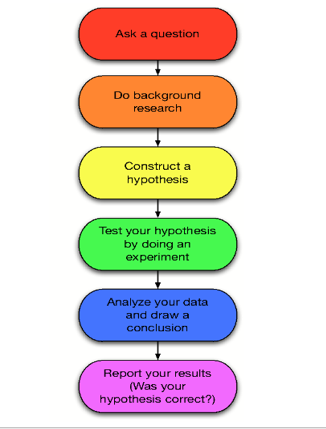 Ask a question
Do background
research
Construct a
hypothesis
Test your hypothesis
by doing an
experiment
Analyze your data
and draw a
conclusion
Report your results
(Was your
hypothesis correct?)